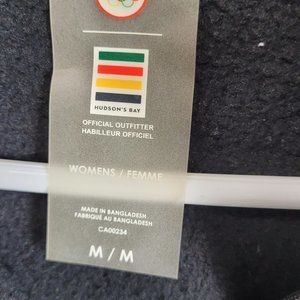 HUDSON'S BAY
OFFICIAL OUTFITTER
HABILLEUR OFFICIEL
WOMENS / FEMME
MADE IN BANGLADESH
FABRIQUÉ AU BANGLADESH
CA00234
M / M